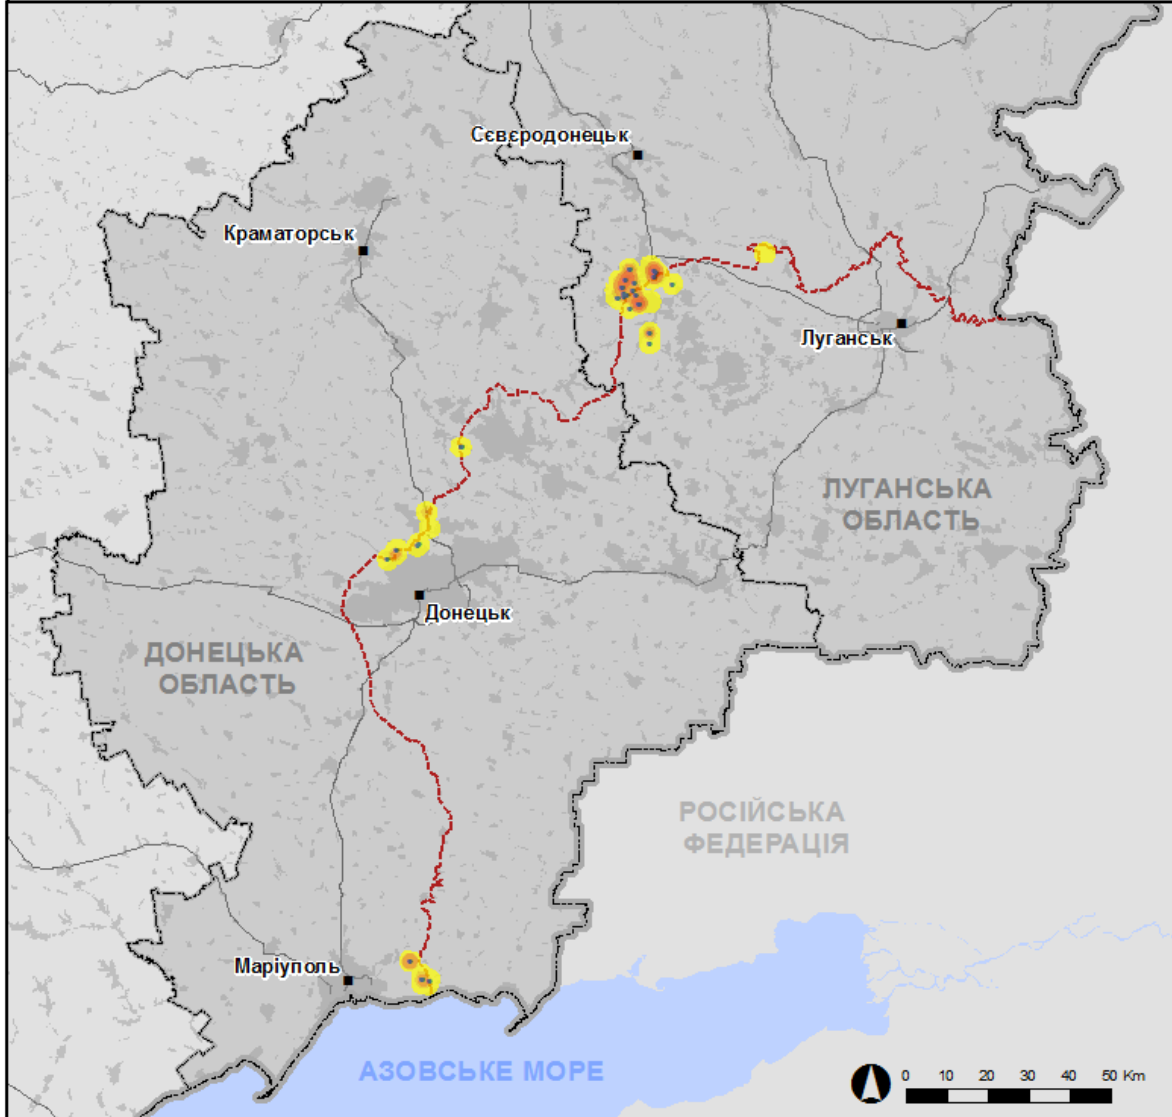 Сєвєродонецьк
Краматорськ
Луганськ
ЛУГАНСЬКА
ОБЛАСТЬ
Донецьк
ДОНЕЦЬКА
ОБЛАСТЬ
РОСІЙСЬКА
ФЕДЕРАЦІЯ
Маріуполь
АЗОВСЬКЕ МОРЕ
0 10 20 30 40 50 Km